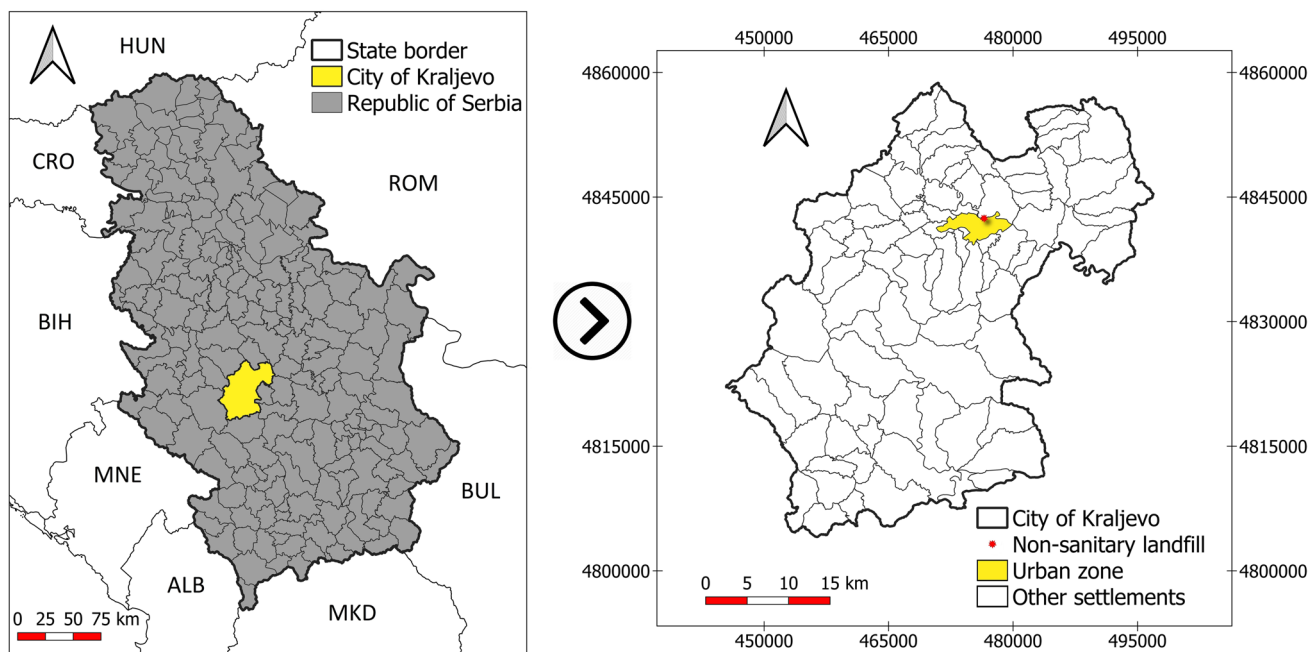 HUN
State border
City of Kraljevo
Republic of Serbia
CRO
ROM
BIH
MNE
BUL
ALB
MKD
0 25 50 75 km
450000 465000 480000 495000
4860000 4860000
4845000 4845000
4830000 4830000
4815000 4815000
4800000 4800000
City of Kraljevo
Non-sanitary landfill
Urban zone
Other settlements
0 5 10 15 km
450000 465000 480000 495000